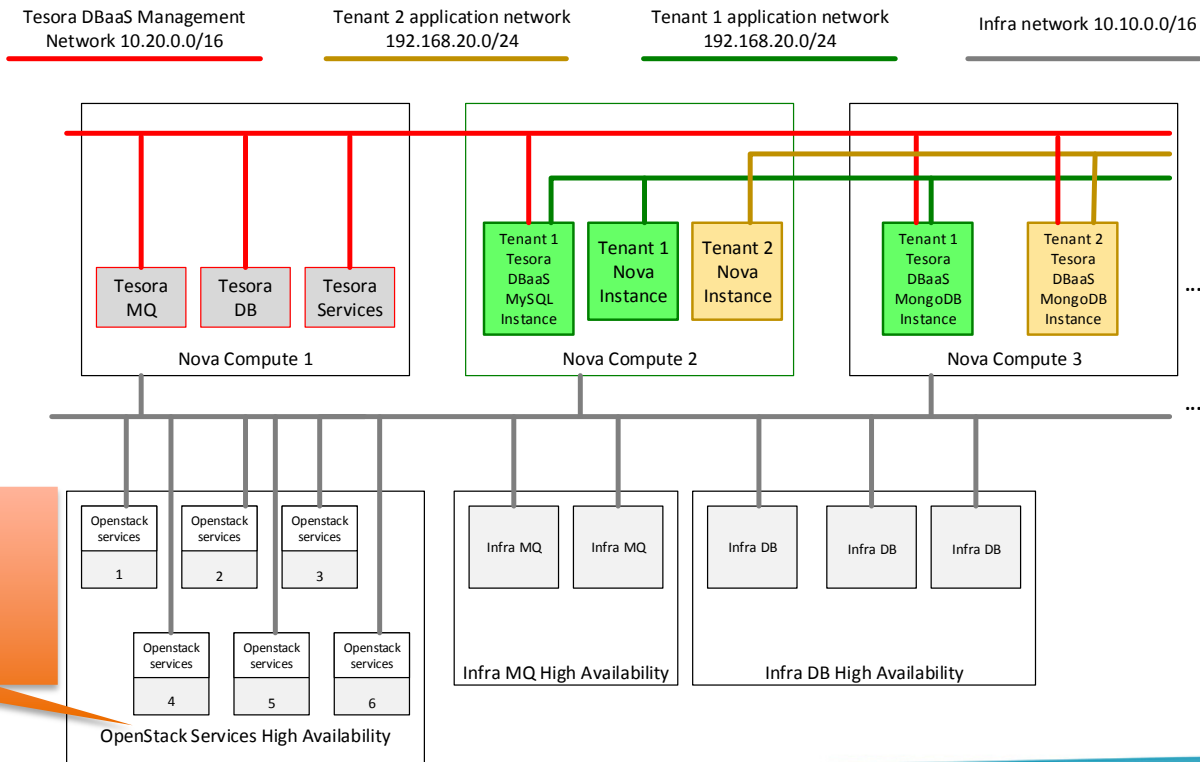 Tesora DBaaS Management
Network 10.20.0.0/16
Tenant 2 application network
192.168.20.0/24
Tenant 1 application network
192.168.20.0/24
Infra network 10.10.0.0/16
Tesora
MQ
Tesora
DB
Tesora
Services
Nova Compute 1
Tenant 1
Tesora
DBaaS
MySQL
Instance
Tenant 1
Nova
Instance
Tenant 2
Nova
Instance
Nova Compute 2
Tenant 1
Tesora
DBaaS
MongoDB
Instance
Tenant 2
Tesora
DBaaS
MongoDB
Instance
Nova Compute 3
...
...
Openstack
services
1
Openstack
services
2
Openstack
services
3
Openstack
services
4
Openstack
services
5
Openstack
services
6
OpenStack Services High Availability
Infra MQ
Infra MQ
Infra MQ High Availability
Infra DB
Infra DB
Infra DB
Infra DB High Availability